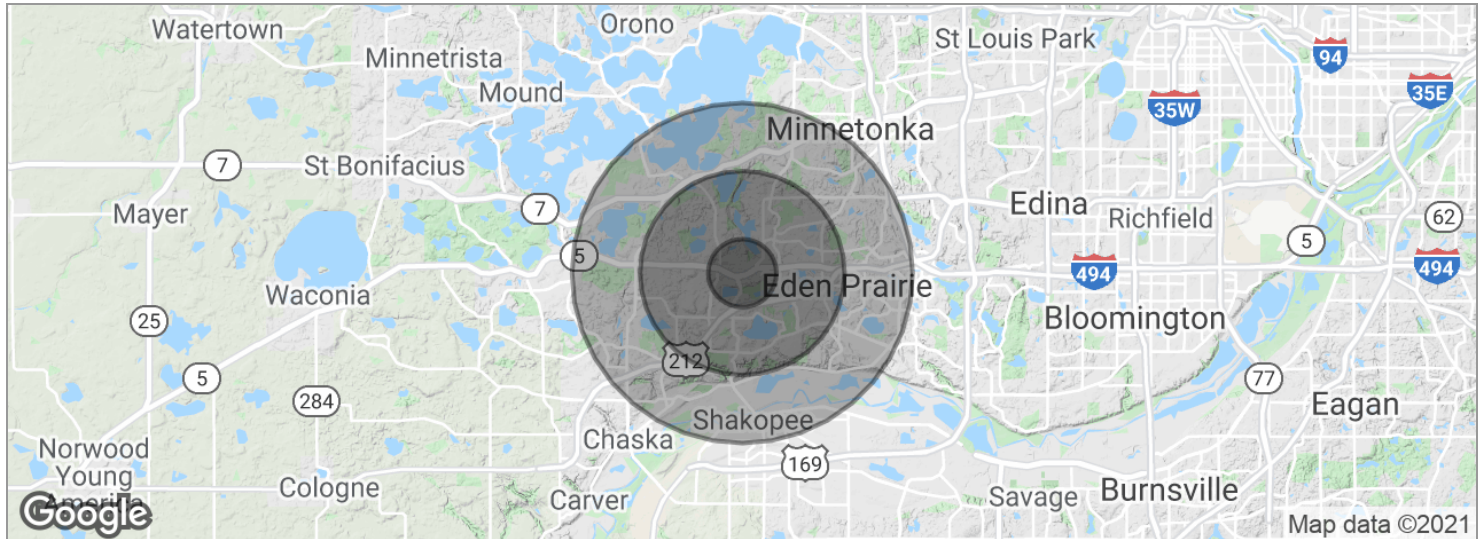 Orono
Watertown
St Louis Park
Minnetrista
94
Mound
35E
35W
Minnetonka
7
St Bonifacius
7
Mayer
Edina
Richfield
62
5
5
494
494
Eden Prairie
Waconia
25
Bloomington
212
5
77
284
Eagan
Shakopee
Chaska
Norwood
Young
America
169
Cologne
Carver
Savage
Burnsville
Google
Map data ©2021